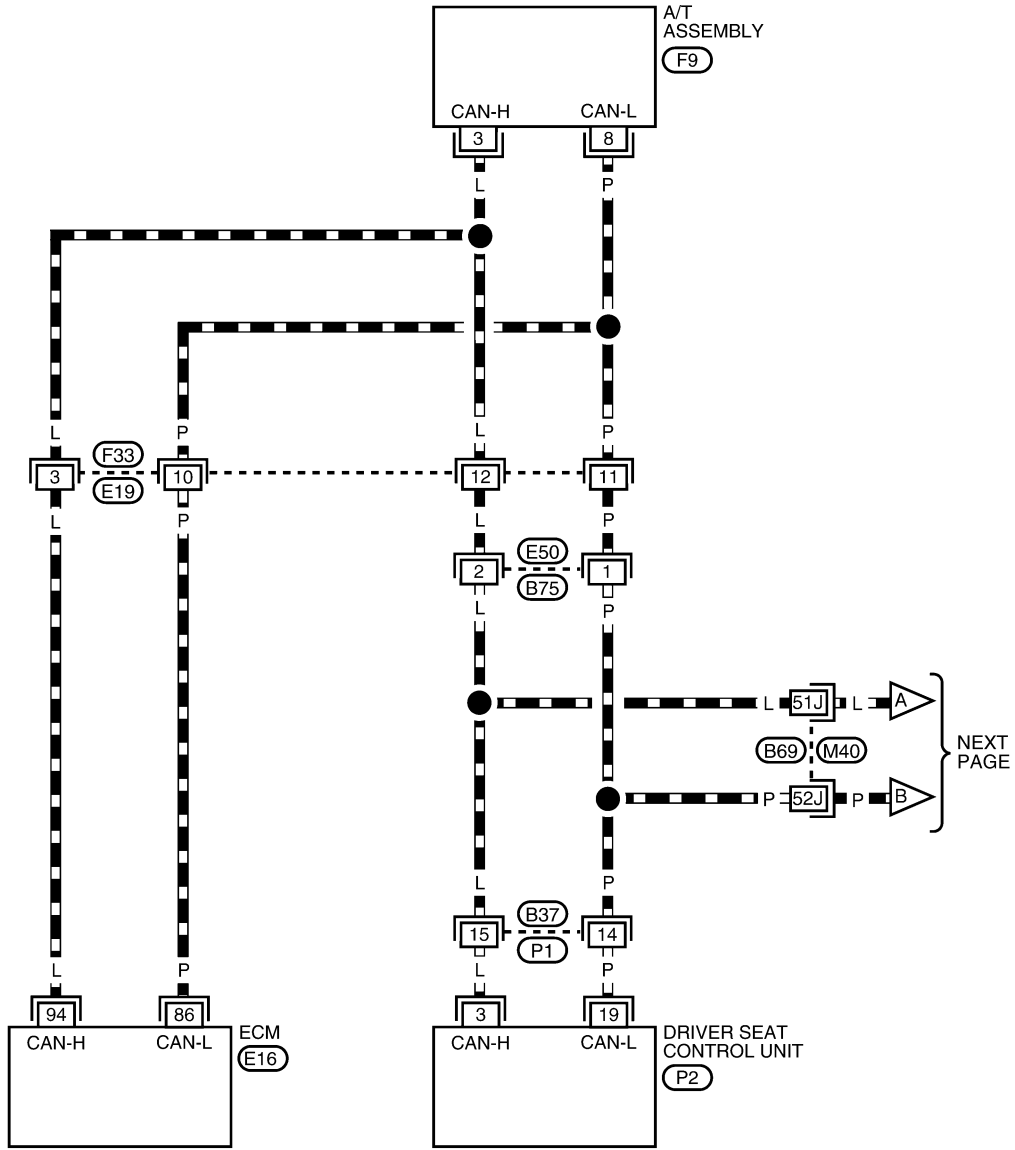 A/T
ASSEMBLY
F9
CAN-H CAN-L
3 8
L P
L P L P
F33
3 10 12 11
E19
L P L P
E50
2 1
B75
L P
L 51J L A
B69 M40
NEXT
PAGE
P 52J P B
L P
B37
15 14
P1
L P L P
94 86 3 19
CAN-H CAN-L
ECM
E16
CAN-H CAN-L
DRIVER SEAT
CONTROL UNIT
P2